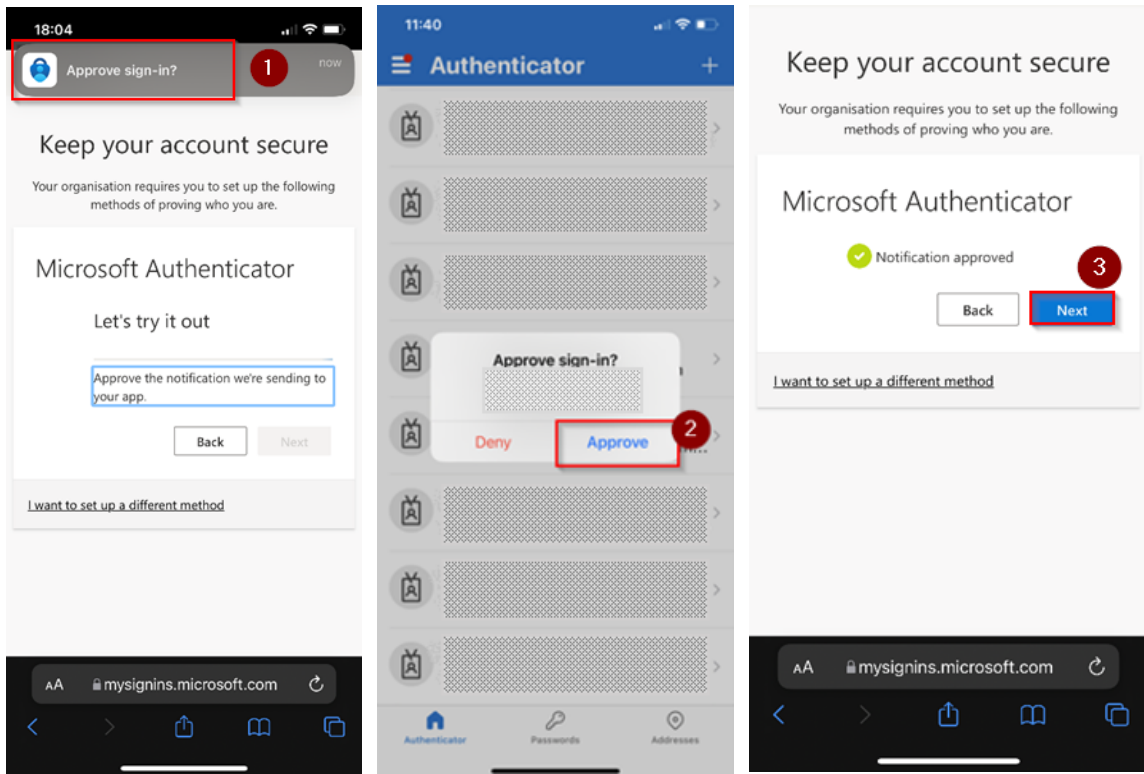 18:04
Approve sign-in?
now
1
Keep your account secure
Your organisation requires you to set up the following
methods of proving who you are.
Microsoft Authenticator
Let's try it out
Approve the notification we're sending to
your app.
Back
Next
I want to set up a different method
AA
mysignins.microsoft.com
11:40
Authenticator
Approve sign-in?
Deny
Approve
2
Authenticator
Passwords
Addresses
Keep your account secure
Your organisation requires you to set up the following
methods of proving who you are.
Microsoft Authenticator
Notification approved
3
Back
Next
I want to set up a different method
AA
mysignins.microsoft.com